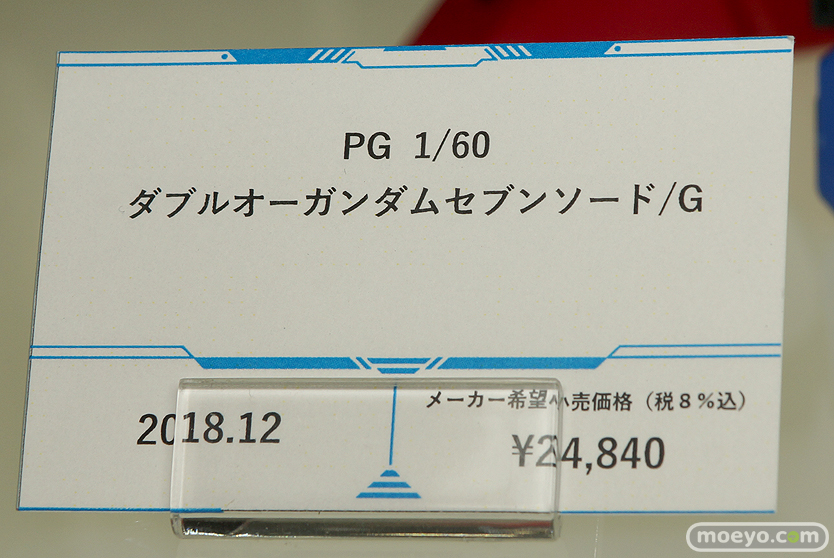 PG 1/60
ダブルオーガンダムセブンソード/G
2018.12
メーカー希望小売価格（税8%込）
¥24,840
moeyo.com